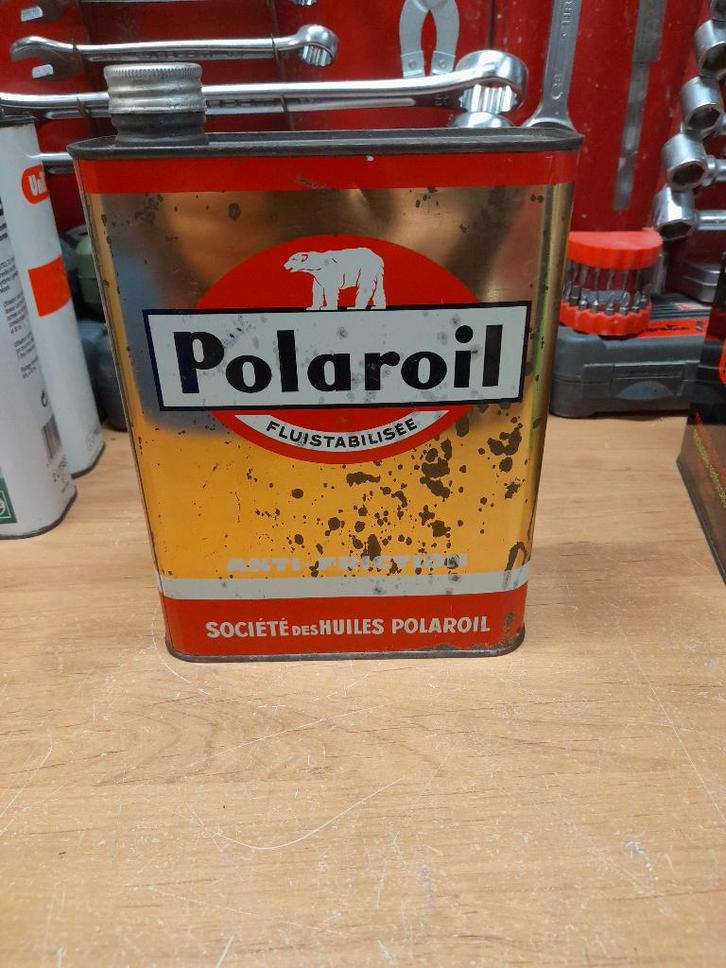 Polaroil
FLUISTABILISÉE
ANTI-FRICTION
SOCIÉTÉ DES HUILES POLAROIL